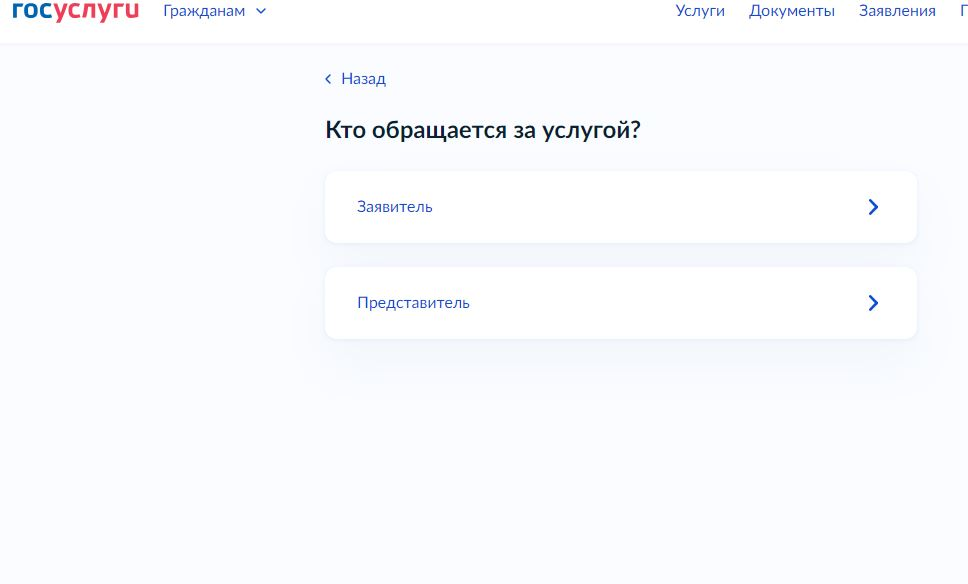 госуслуги Гражданам Услуги Документы Заявления
Назад
Кто обращается за услугой?
Заявитель
Представитель